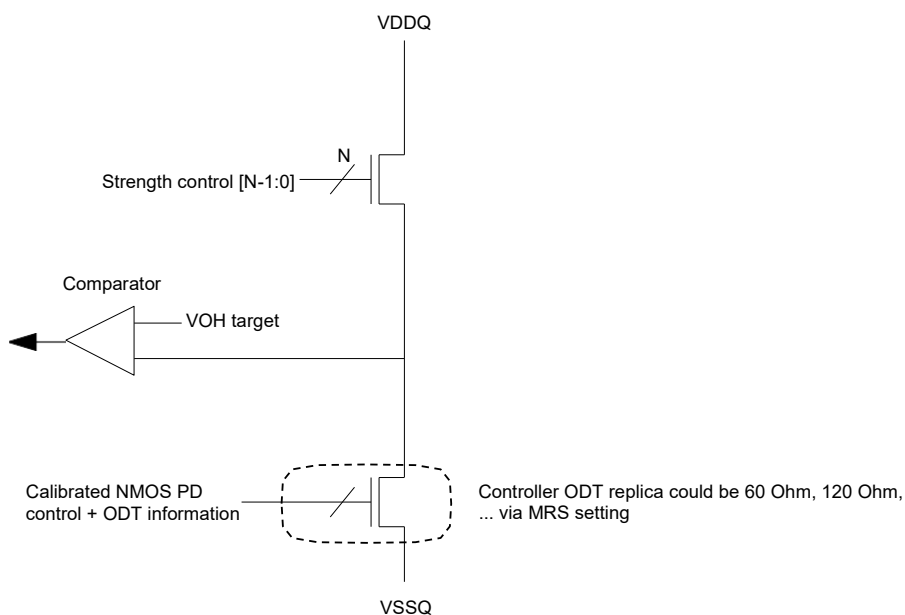 VDDQ
N
Strength control [N-1:0]
Comparator
VOH target
Calibrated NMOS PD
control + ODT information
Controller ODT replica could be 60 Ohm, 120 Ohm,
... via MRS setting
VSSQ